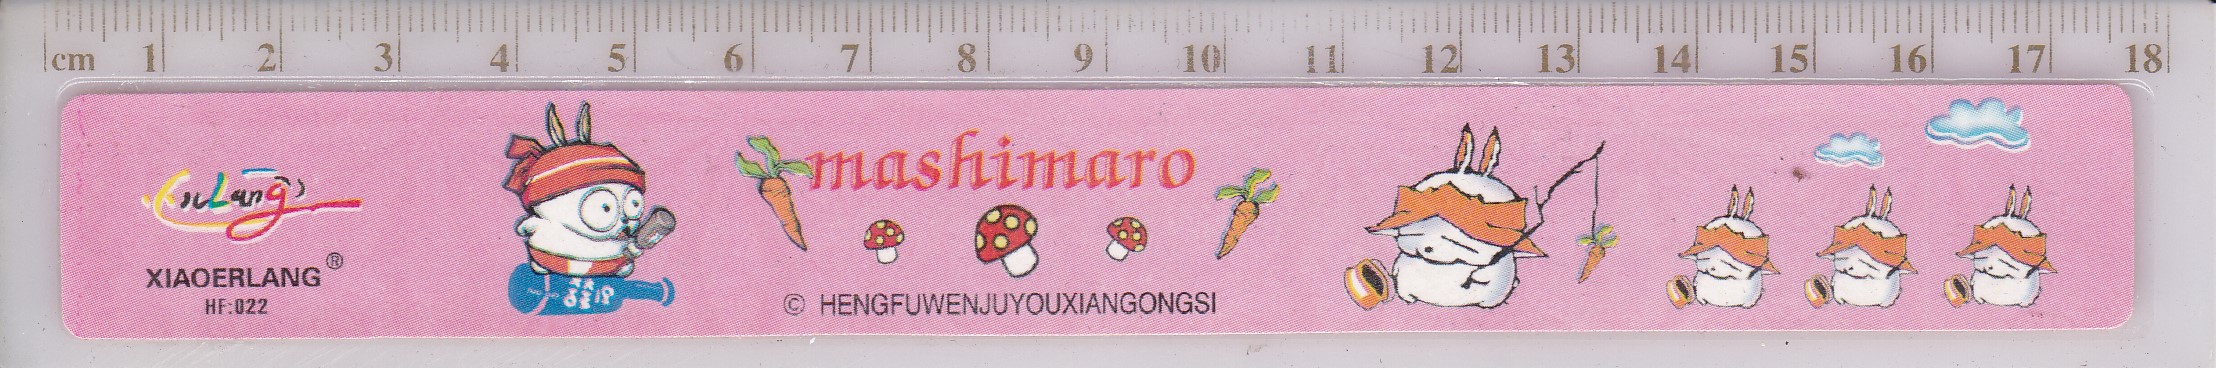 cm 1 2 3 4 5 6 7 8 9 10 11 12 13 14 15 16 17 18
XIAOERLANG®
HF:022
mashimaro
© HENGFUWENJUYOUXIANGONGSI